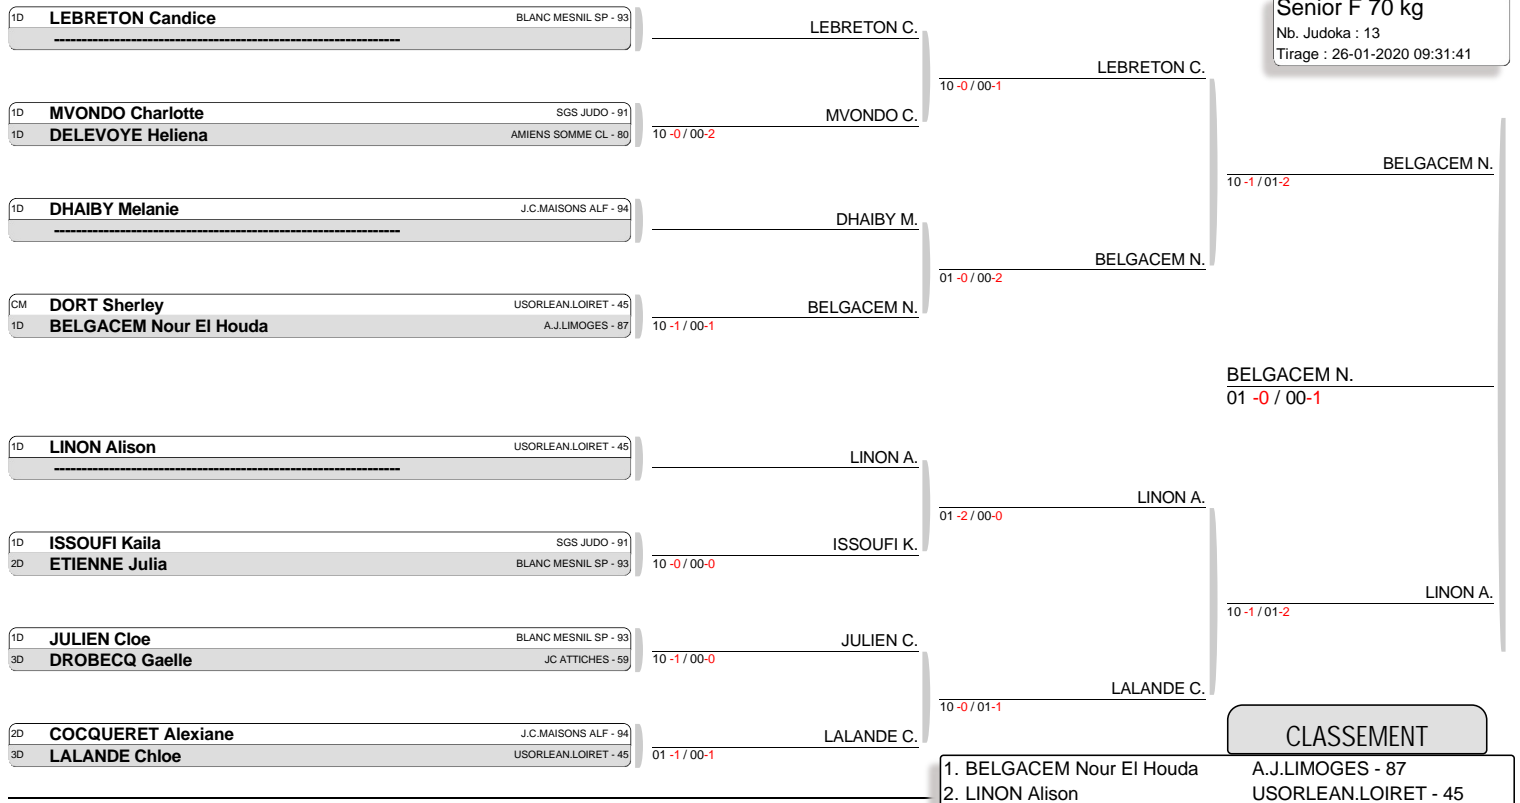 Senior F 70 kg
Nb. Judoka : 13
Tirage : 26-01-2020 09:31:41
1D LEBRETON Candice BLANC MESNIL SP - 93
----------------------------------------------------------------
LEBRETON C.
1D MVONDO Charlotte SGS JUDO - 91
1D DELEVOYE Heliena AMIENS SOMME CL - 80
MVONDO C.
10 -0 / 00-2
LEBRETON C.
10 -0 / 00-1
1D DHAIBY Melanie J.C.MAISONS ALF - 94
----------------------------------------------------------------
DHAIBY M.
CM DORT Sherley USORLEAN.LOIRET - 45
1D BELGACEM Nour El Houda A.J.LIMOGES - 87
BELGACEM N.
10 -1 / 00-1
BELGACEM N.
01 -0 / 00-2
BELGACEM N.
10 -1 / 01-2
BELGACEM N.
01 -0 / 00-1
1D LINON Alison USORLEAN.LOIRET - 45
----------------------------------------------------------------
LINON A.
1D ISSOUFI Kaila SGS JUDO - 91
2D ETIENNE Julia BLANC MESNIL SP - 93
ISSOUFI K.
10 -0 / 00-0
LINON A.
01 -2 / 00-0
1D JULIEN Cloe BLANC MESNIL SP - 93
3D DROBECQ Gaelle JC ATTICHES - 59
JULIEN C.
10 -1 / 00-0
2D COCQUERET Alexiane J.C.MAISONS ALF - 94
3D LALANDE Chloe USORLEAN.LOIRET - 45
LALANDE C.
01 -1 / 00-1
LALANDE C.
10 -0 / 01-1
LINON A.
10 -1 / 01-2
CLASSEMENT
1. BELGACEM Nour El Houda A.J.LIMOGES - 87
2. LINON Alison USORLEAN.LOIRET - 45